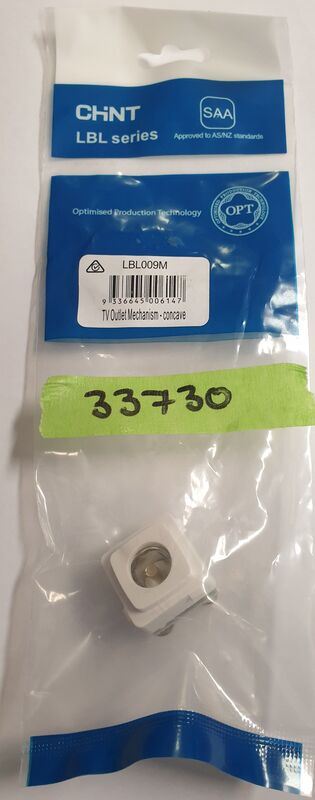 CHNT
LBL series
SAA
Approved to AS/NZ standards
Optimised Production Technology
OPT
LBL009M
9 336645 006147
TV Outlet Mechanism - concave
33730